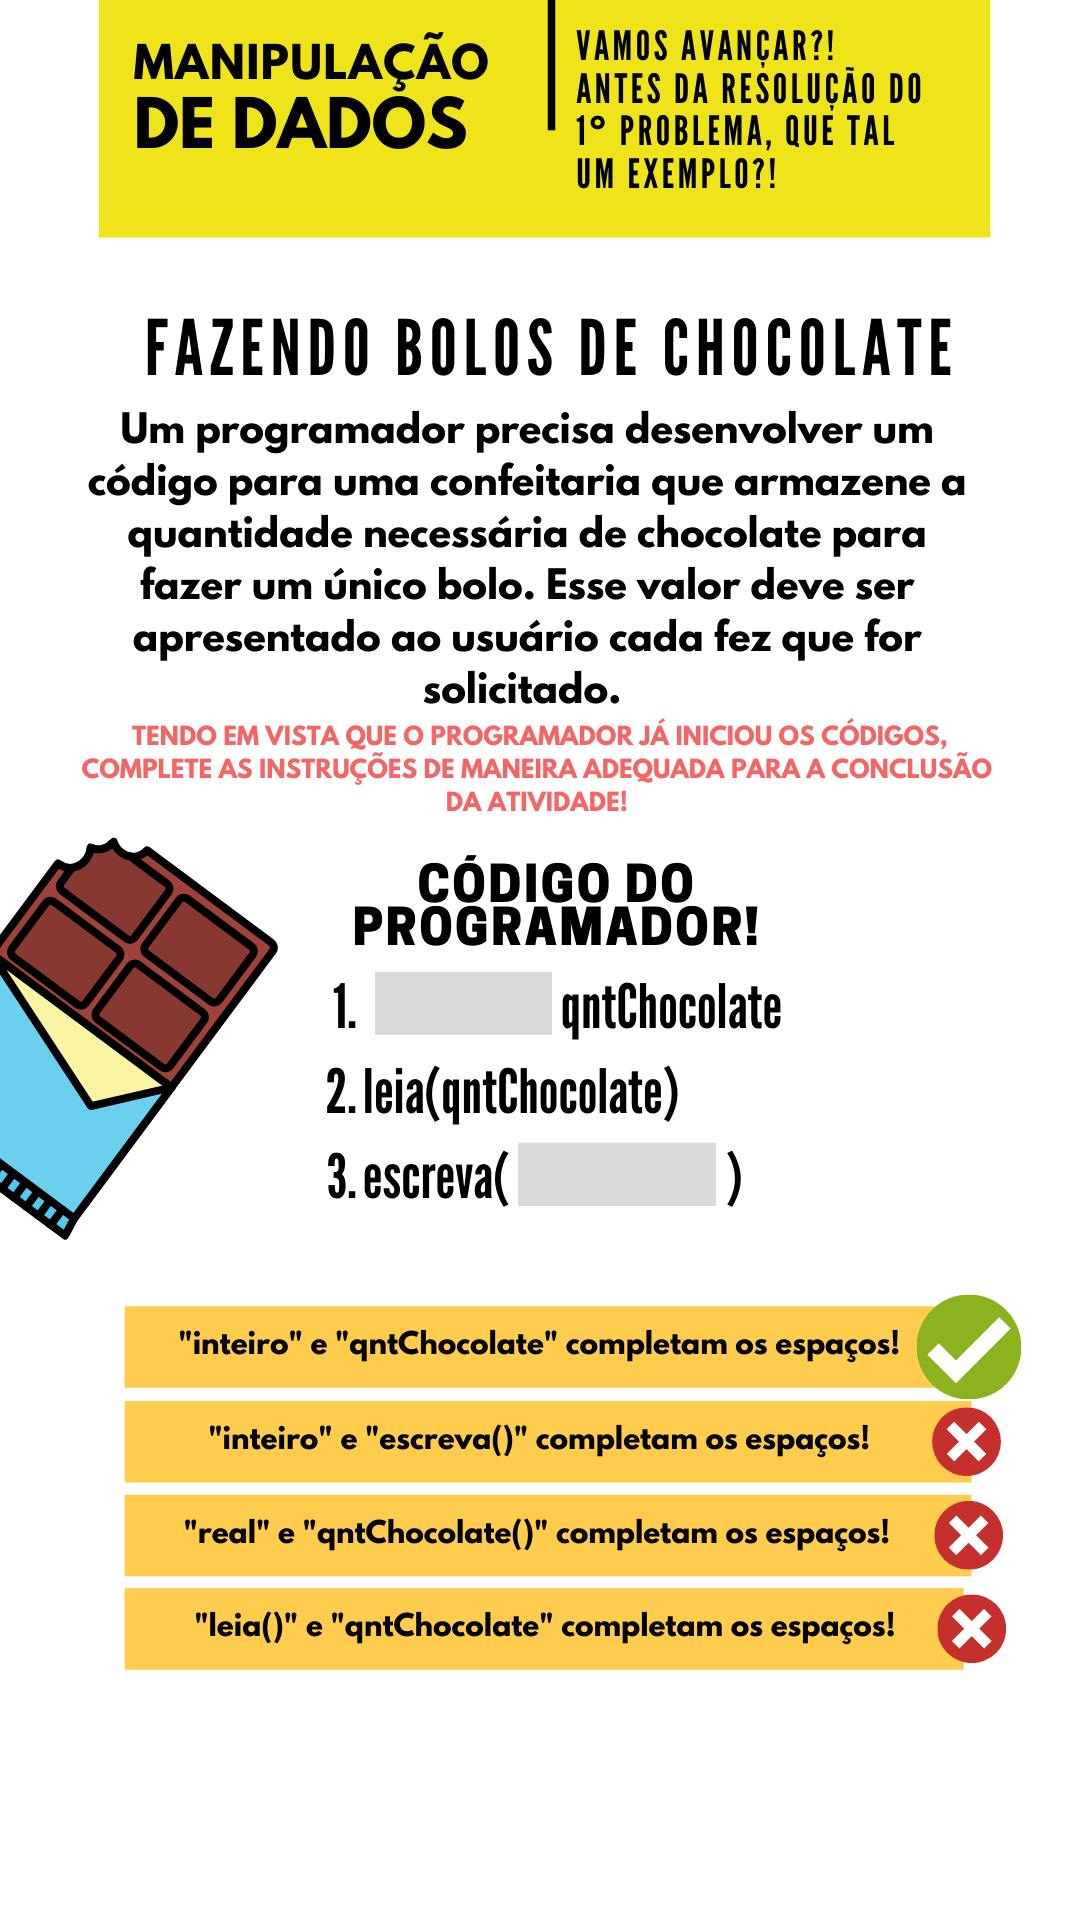 MANIPULAÇÃO
DE DADOS
VAMOS AVANÇAR?!
ANTES DA RESOLUÇÃO DO
1º PROBLEMA, QUE TAL
UM EXEMPLO?!
FAZENDO BOLOS DE CHOCOLATE
Um programador precisa desenvolver um
código para uma confeitaria que armazene a
quantidade necessária de chocolate para
fazer um único bolo. Esse valor deve ser
apresentado ao usuário cada fez que for
solicitado.
TENDO EM VISTA QUE O PROGRAMADOR JÁ INICIOU OS CÓDIGOS,
COMPLETE AS INSTRUÇÕES DE MANEIRA ADEQUADA PARA A CONCLUSÃO
DA ATIVIDADE!
CÓDIGO DO
PROGRAMADOR!
1. qntChocolate
2. leia(qntChocolate)
3. escreva( )
"inteiro" e "qntChocolate" completam os espaços!
"inteiro" e "escreva()" completam os espaços!
"real" e "qntChocolate()" completam os espaços!
"leia()" e "qntChocolate" completam os espaços!